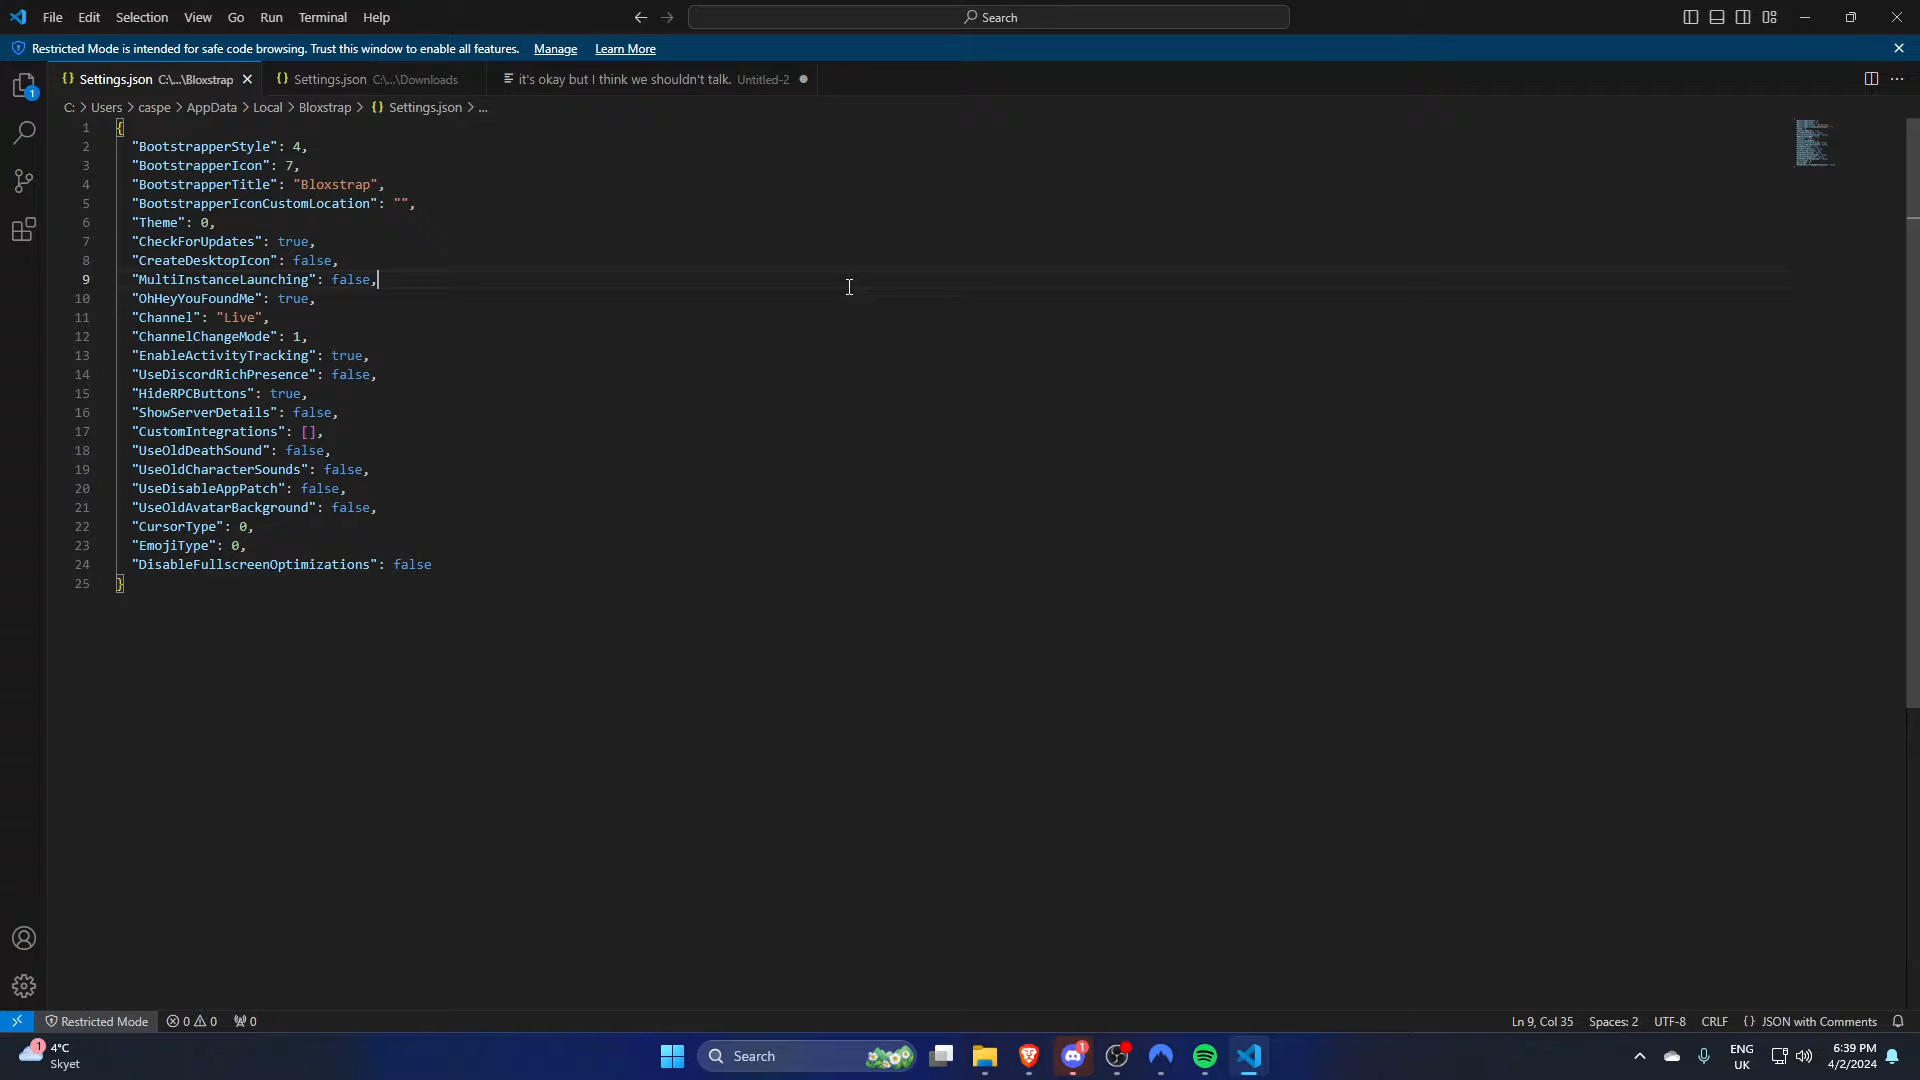 File Edit Selection View Go Run Terminal Help Search
Restricted Mode is intended for safe code browsing. Trust this window to enable all features. Manage Learn More
Settings.json C:\...\Bloxstrap Settings.json C:\...\Downloads it's okay but I think we shouldn't talk. Untitled-2
C: > Users > caspe > AppData > Local > Bloxstrap > {} Settings.json > ...
1 {
2 "BootstrapperStyle": 4,
3 "BootstrapperIcon": 7,
4 "BootstrapperTitle": "Bloxstrap",
5 "BootstrapperIconCustomLocation": "",
6 "Theme": 0,
7 "CheckForUpdates": true,
8 "CreateDesktopIcon": false,
9 "MultiInstanceLaunching": false,
10 "OhHeyYouFoundMe": true,
11 "Channel": "Live",
12 "ChannelChangeMode": 1,
13 "EnableActivityTracking": true,
14 "UseDiscordRichPresence": false,
15 "HideRPCButtons": true,
16 "ShowServerDetails": false,
17 "CustomIntegrations": [],
18 "UseOldDeathSound": false,
19 "UseOldCharacterSounds": false,
20 "UseDisableAppPatch": false,
21 "UseOldAvatarBackground": false,
22 "CursorType": 0,
23 "EmojiType": 0,
24 "DisableFullscreenOptimizations": false
25 }
Restricted Mode 0 0 0 Ln 9, Col 35 Spaces: 2 UTF-8 CRLF {} JSON with Comments
1 4°C Search 1 ENG 6:39 PM
Skyet UK 4/2/2024